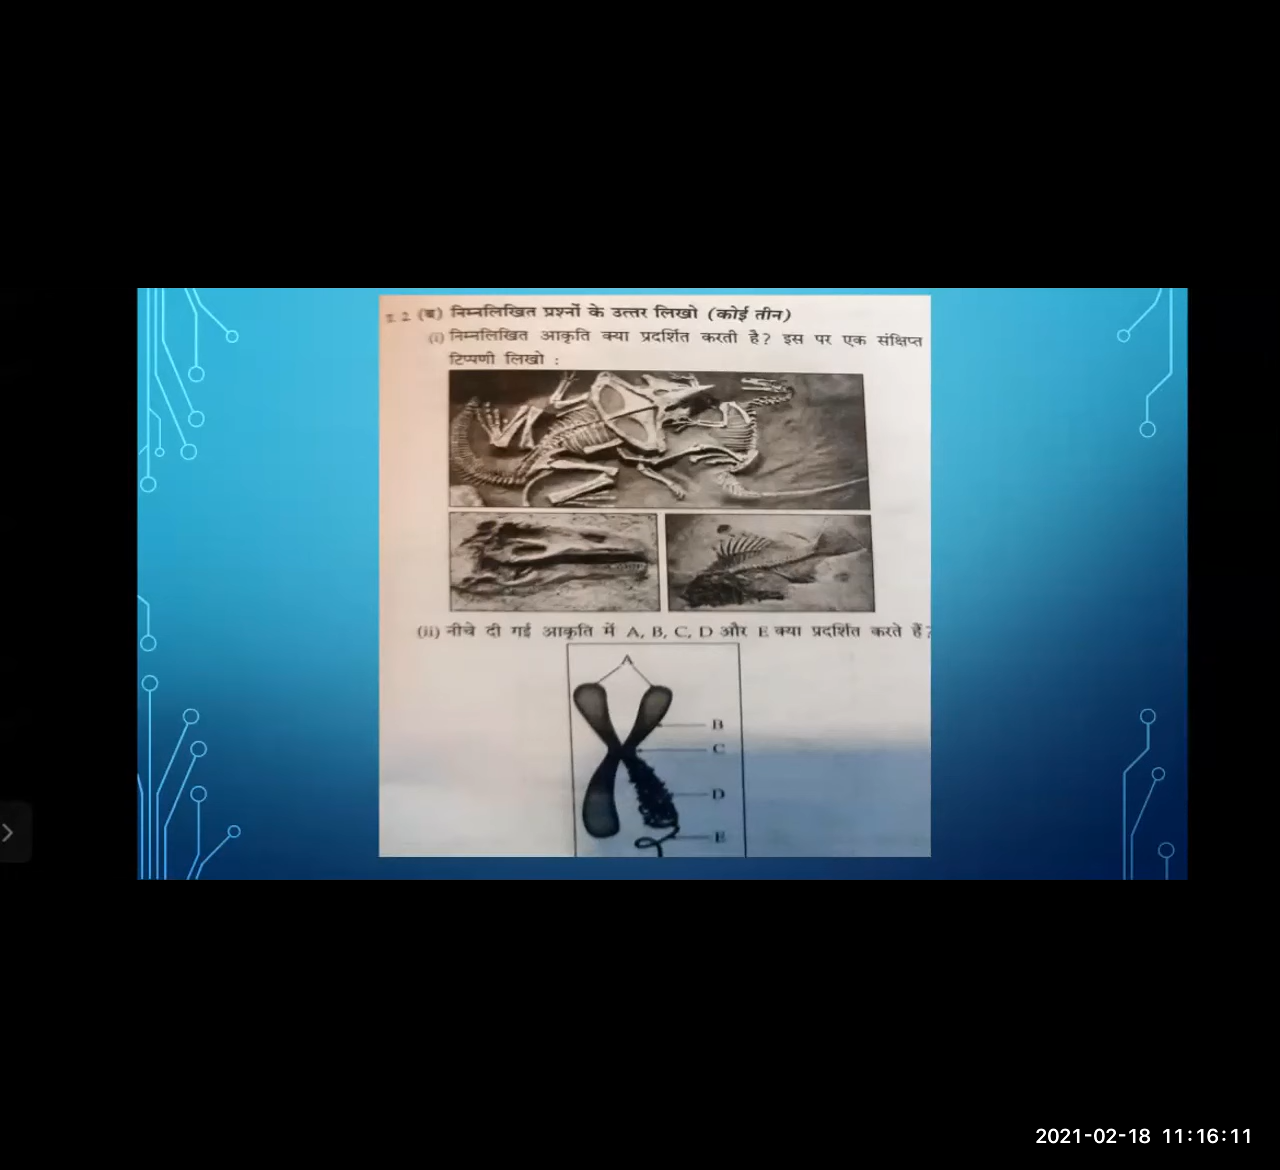 2 (ब) निम्नलिखित प्रश्नों के उत्तर लिखो (कोई तीन)
(i) निम्नलिखित आकृति क्या प्रदर्शित करती है? इस पर एक संक्षिप्त
टिप्पणी लिखो :
(ii) नीचे दी गई आकृति में A, B, C, D और E क्या प्रदर्शित करते हैं?
A
B
C
D
E
2021-02-18 11:16:11